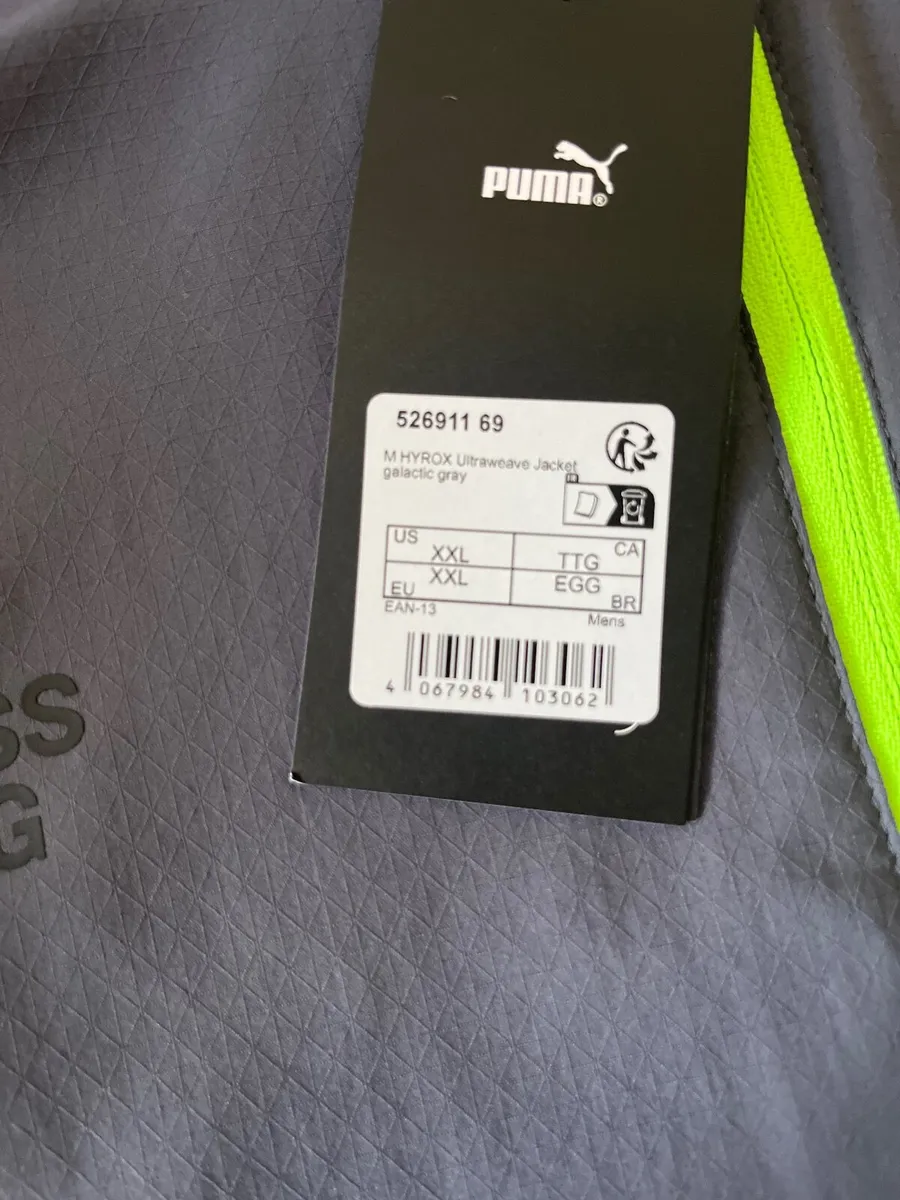 PUMA®
526911 69
M HYROX Ultraweave Jacket
galactic gray
US XXL TTG CA
EU XXL EGG BR
EAN-13 Mens
4 067984 103062
SS
G